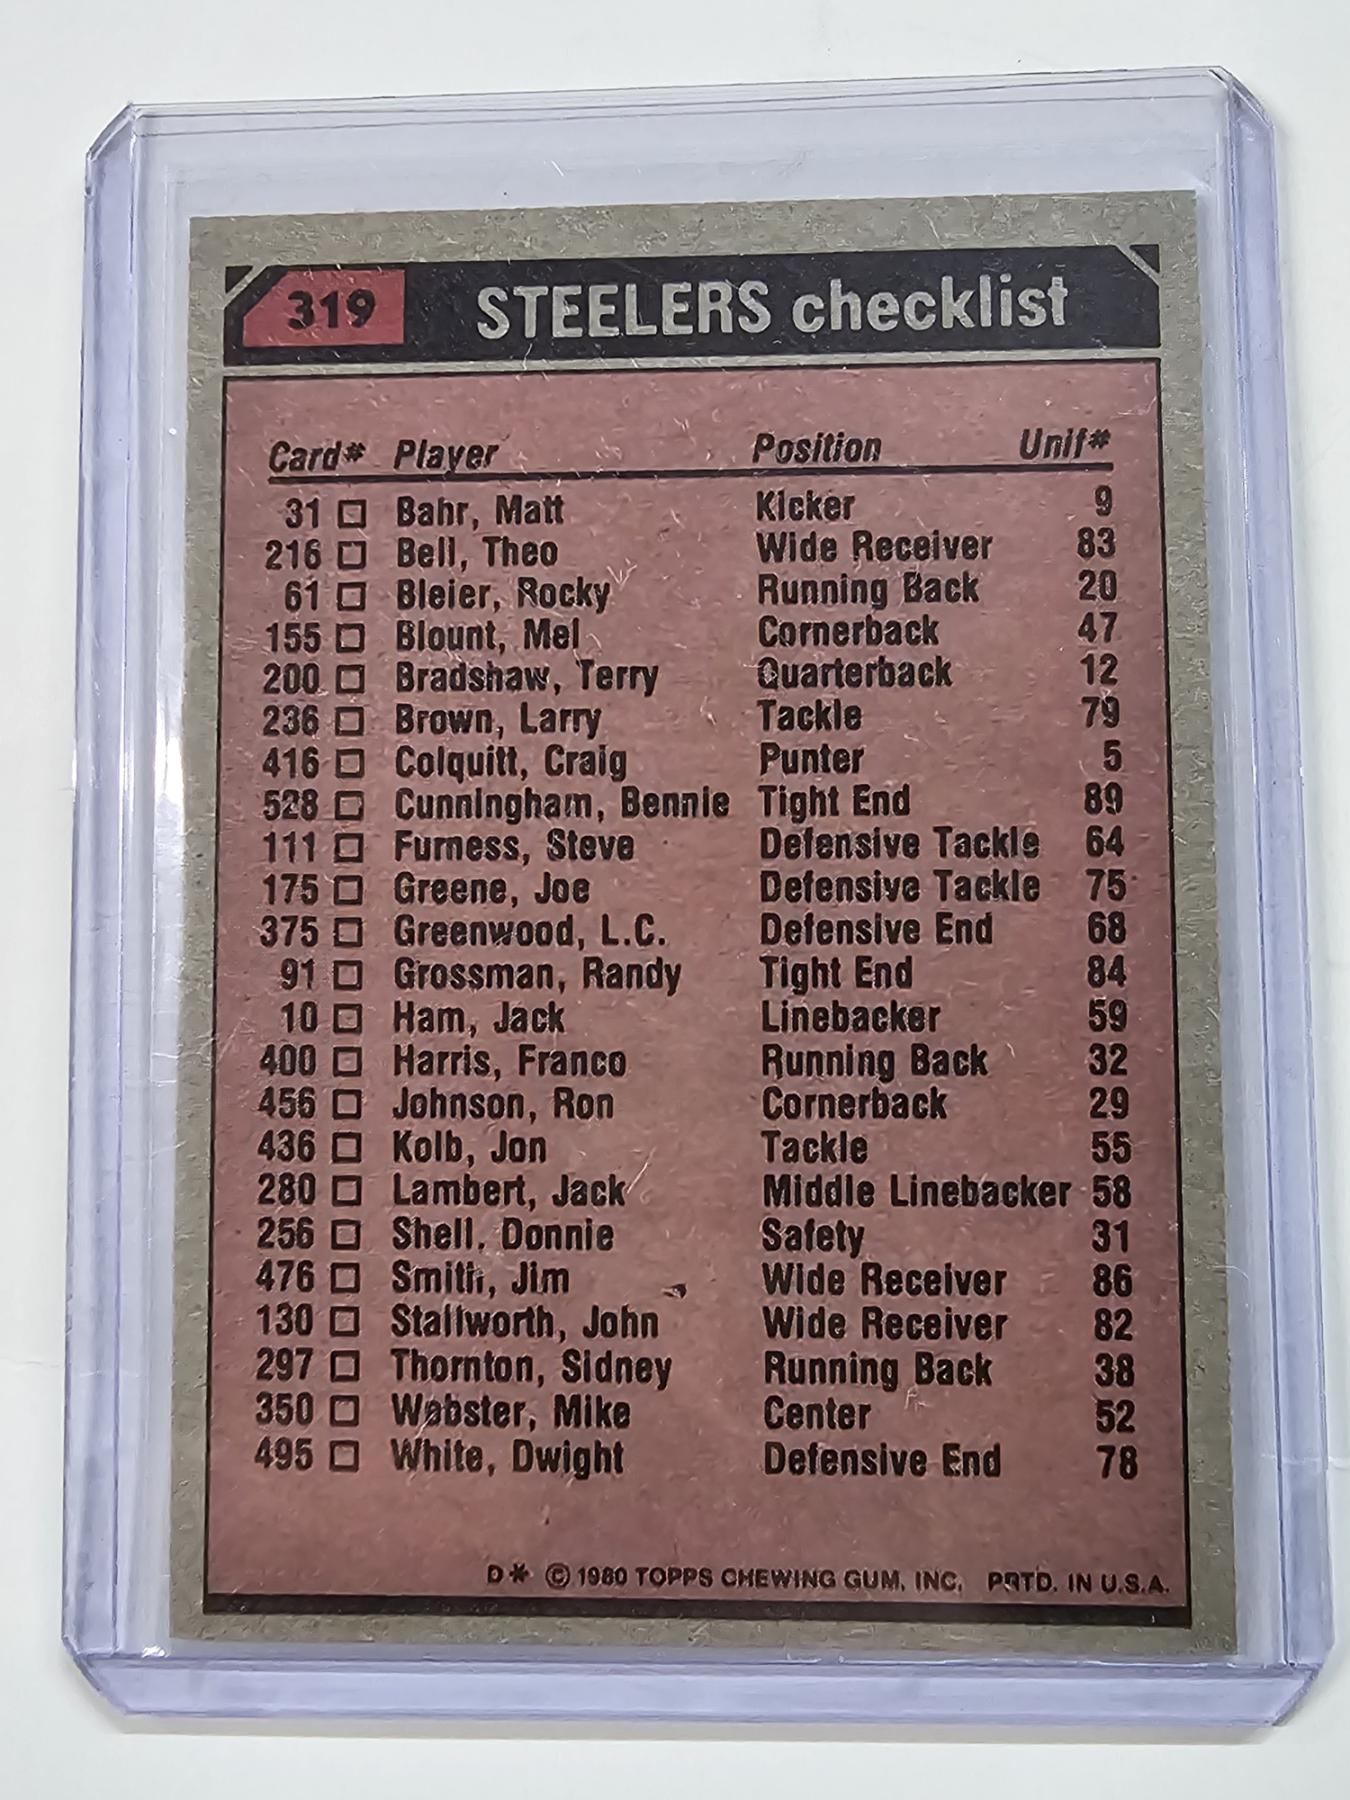 319 STEELERS checklist
Card# Player Position Unif#
31 □ Bahr, Matt Kicker 9
216 □ Bell, Theo Wide Receiver 83
61 □ Bleier, Rocky Running Back 20
155 □ Blount, Mel Cornerback 47
200 □ Bradshaw, Terry Quarterback 12
236 □ Brown, Larry Tackle 79
416 □ Colquitt, Craig Punter 5
528 □ Cunningham, Bennie Tight End 89
111 □ Furness, Steve Defensive Tackle 64
175 □ Greene, Joe Defensive Tackle 75
375 □ Greenwood, L.C. Defensive End 68
91 □ Grossman, Randy Tight End 84
10 □ Ham, Jack Linebacker 59
400 □ Harris, Franco Running Back 32
456 □ Johnson, Ron Cornerback 29
436 □ Kolb, Jon Tackle 55
280 □ Lambert, Jack Middle Linebacker 58
256 □ Shell, Donnie Safety 31
476 □ Smith, Jim Wide Receiver 86
130 □ Stallworth, John Wide Receiver 82
297 □ Thornton, Sidney Running Back 38
350 □ Webster, Mike Center 52
495 □ White, Dwight Defensive End 78
D* © 1980 TOPPS CHEWING GUM, INC. PRTD. IN U.S.A.